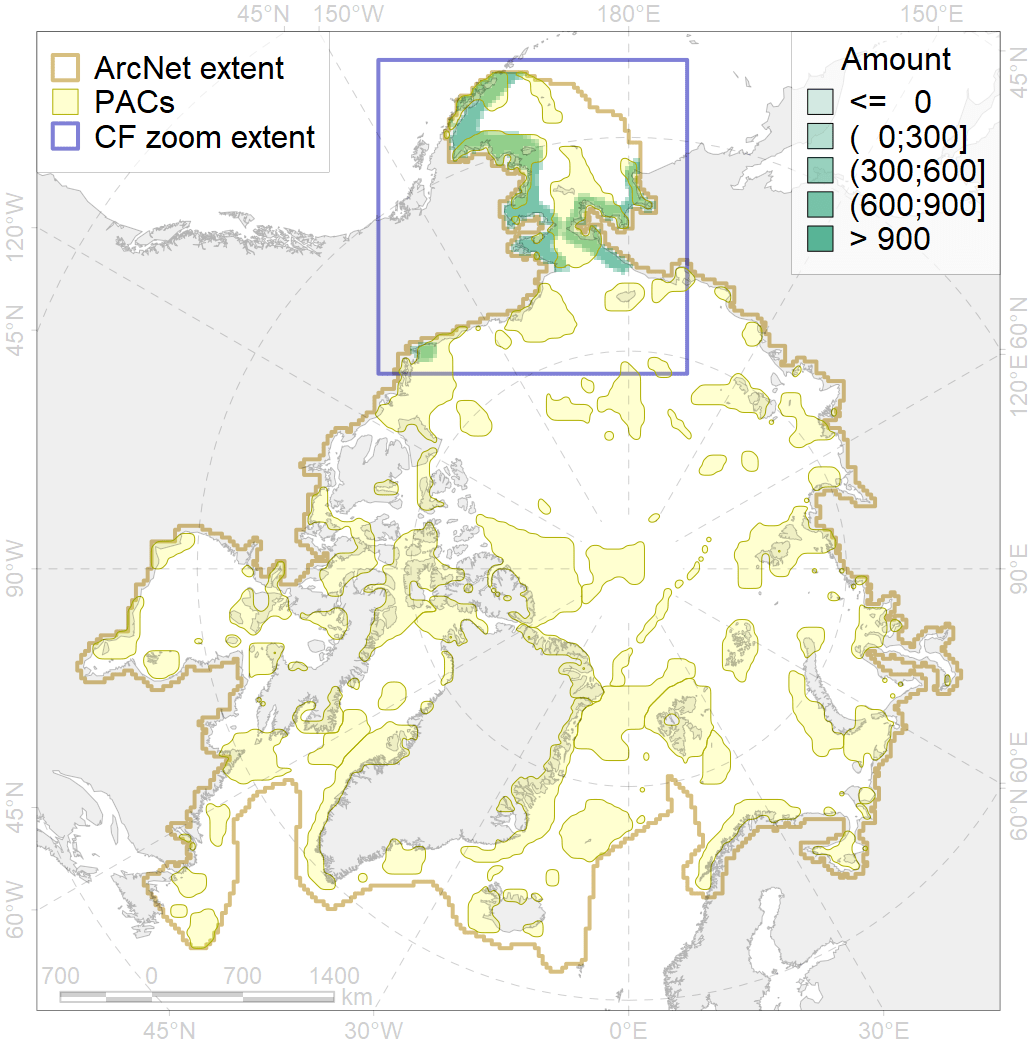 45°N 150°W 180°E 150°E
ArcNet extent
PACs
CF zoom extent
Amount
<= 0
( 0;300]
(300;600]
(600;900]
> 900
45°N
120°W
45°N
90°W
45°N
60°W
60°N
120°E
90°E
60°E
60°N
700 0 700 1400
km
45°N 30°W 0°E 30°E